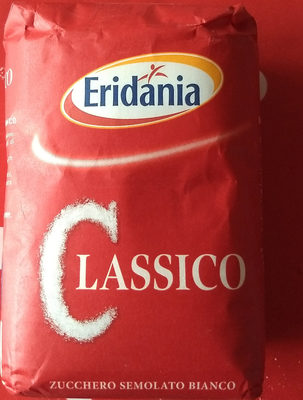 Eridania
CLASSICO
ZUCCHERO SEMOLATO BIANCO